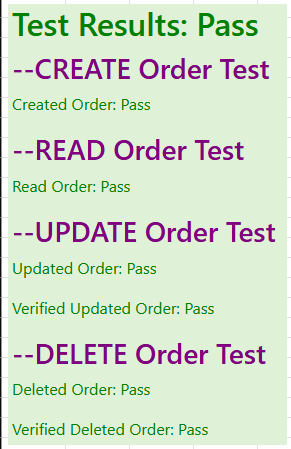 Test Results: Pass
--CREATE Order Test
Created Order: Pass
--READ Order Test
Read Order: Pass
--UPDATE Order Test
Updated Order: Pass
Verified Updated Order: Pass
--DELETE Order Test
Deleted Order: Pass
Verified Deleted Order: Pass